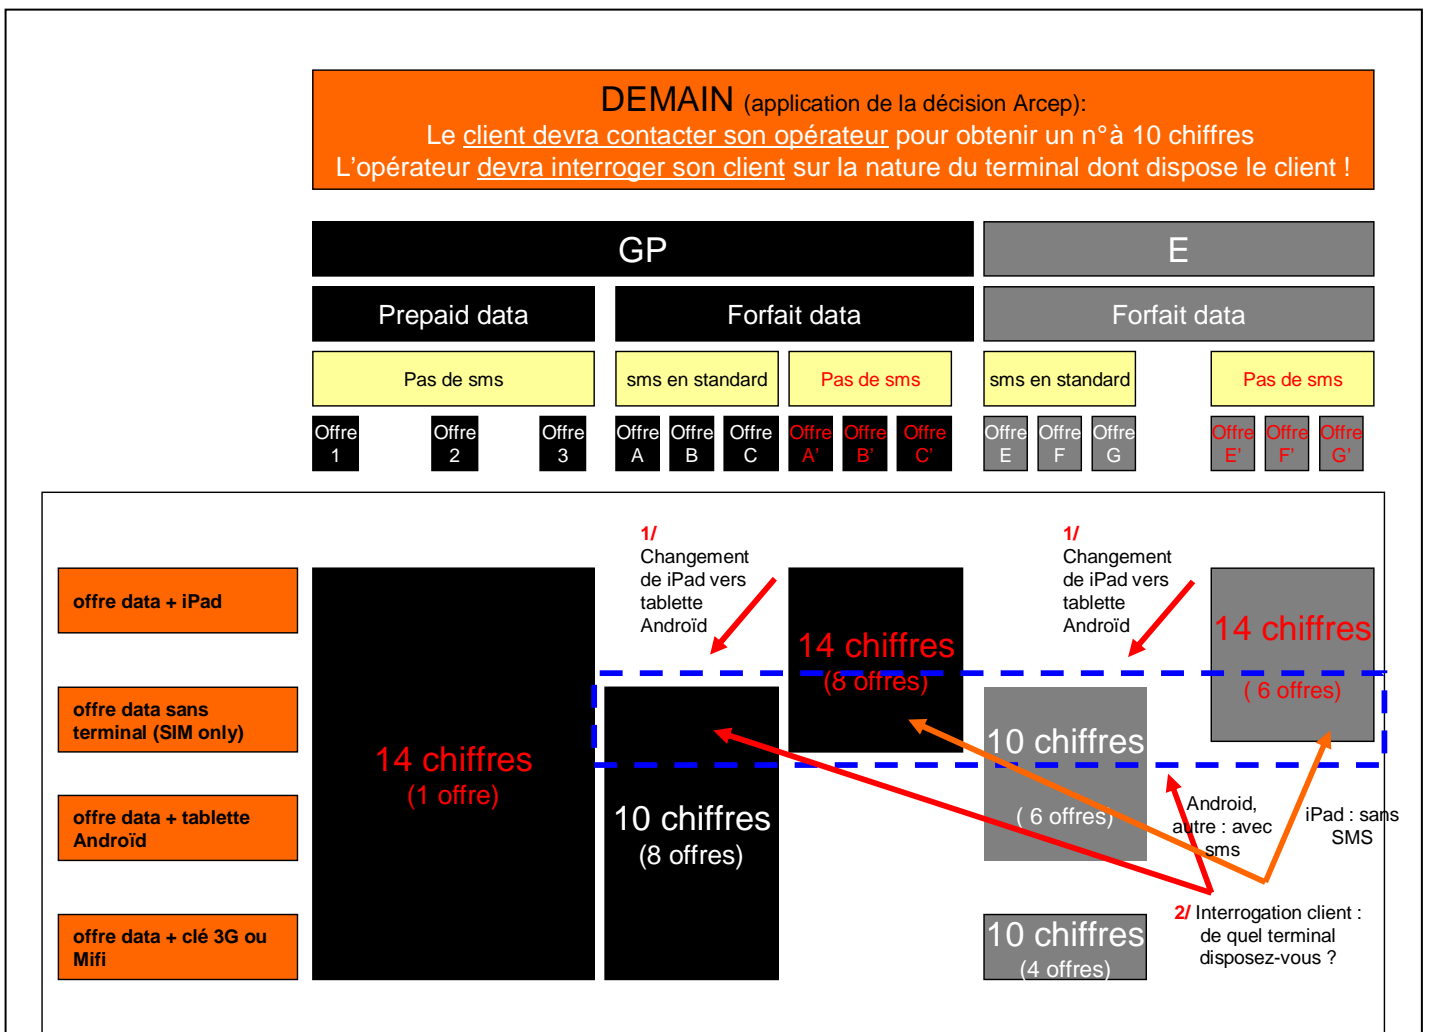 DEMAIN (application de la décision Arcep):
Le client devra contacter son opérateur pour obtenir un n°à 10 chiffres
L'opérateur devra interroger son client sur la nature du terminal dont dispose le client !
GP
E
Prepaid data
Forfait data
Forfait data
Pas de sms
sms en standard
Pas de sms
sms en standard
Pas de sms
Offre
1
Offre
2
Offre
3
Offre
A
Offre
B
Offre
C
Offre
A'
Offre
B'
Offre
C'
Offre
E
Offre
F
Offre
G
Offre
E'
Offre
F'
Offre
G'
1/
Changement
de iPad vers
tablette
Androïd
1/
Changement
de iPad vers
tablette
Androïd
offre data + iPad
14 chiffres
(8 offres)
14 chiffres
( 6 offres)
offre data sans
terminal (SIM only)
14 chiffres
(1 offre)
10 chiffres
( 6 offres)
offre data + tablette
Androïd
10 chiffres
(8 offres)
Android,
autre : avec
sms
iPad : sans
SMS
offre data + clé 3G ou
Mifi
10 chiffres
(4 offres)
2/ Interrogation client :
de quel terminal
disposez-vous ?